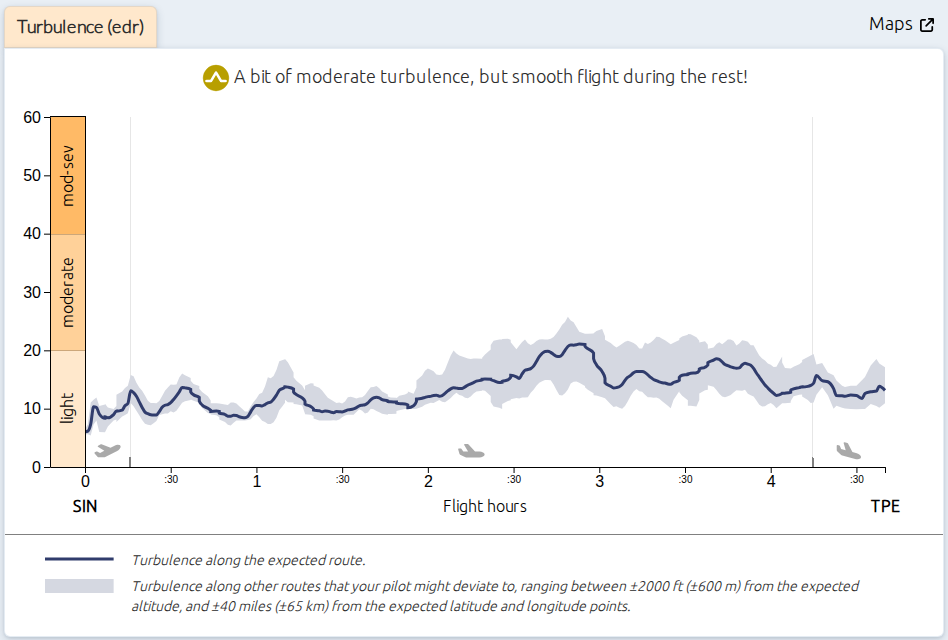 Turbulence (edr)
Maps
A bit of moderate turbulence, but smooth flight during the rest!
60
50
40
30
20
10
0
mod-sev
moderate
light
0
:30
1
:30
2
:30
3
:30
4
:30
SIN
Flight hours
TPE
Turbulence along the expected route.
Turbulence along other routes that your pilot might deviate to, ranging between ±2000 ft (±600 m) from the expected
altitude, and ±40 miles (±65 km) from the expected latitude and longitude points.